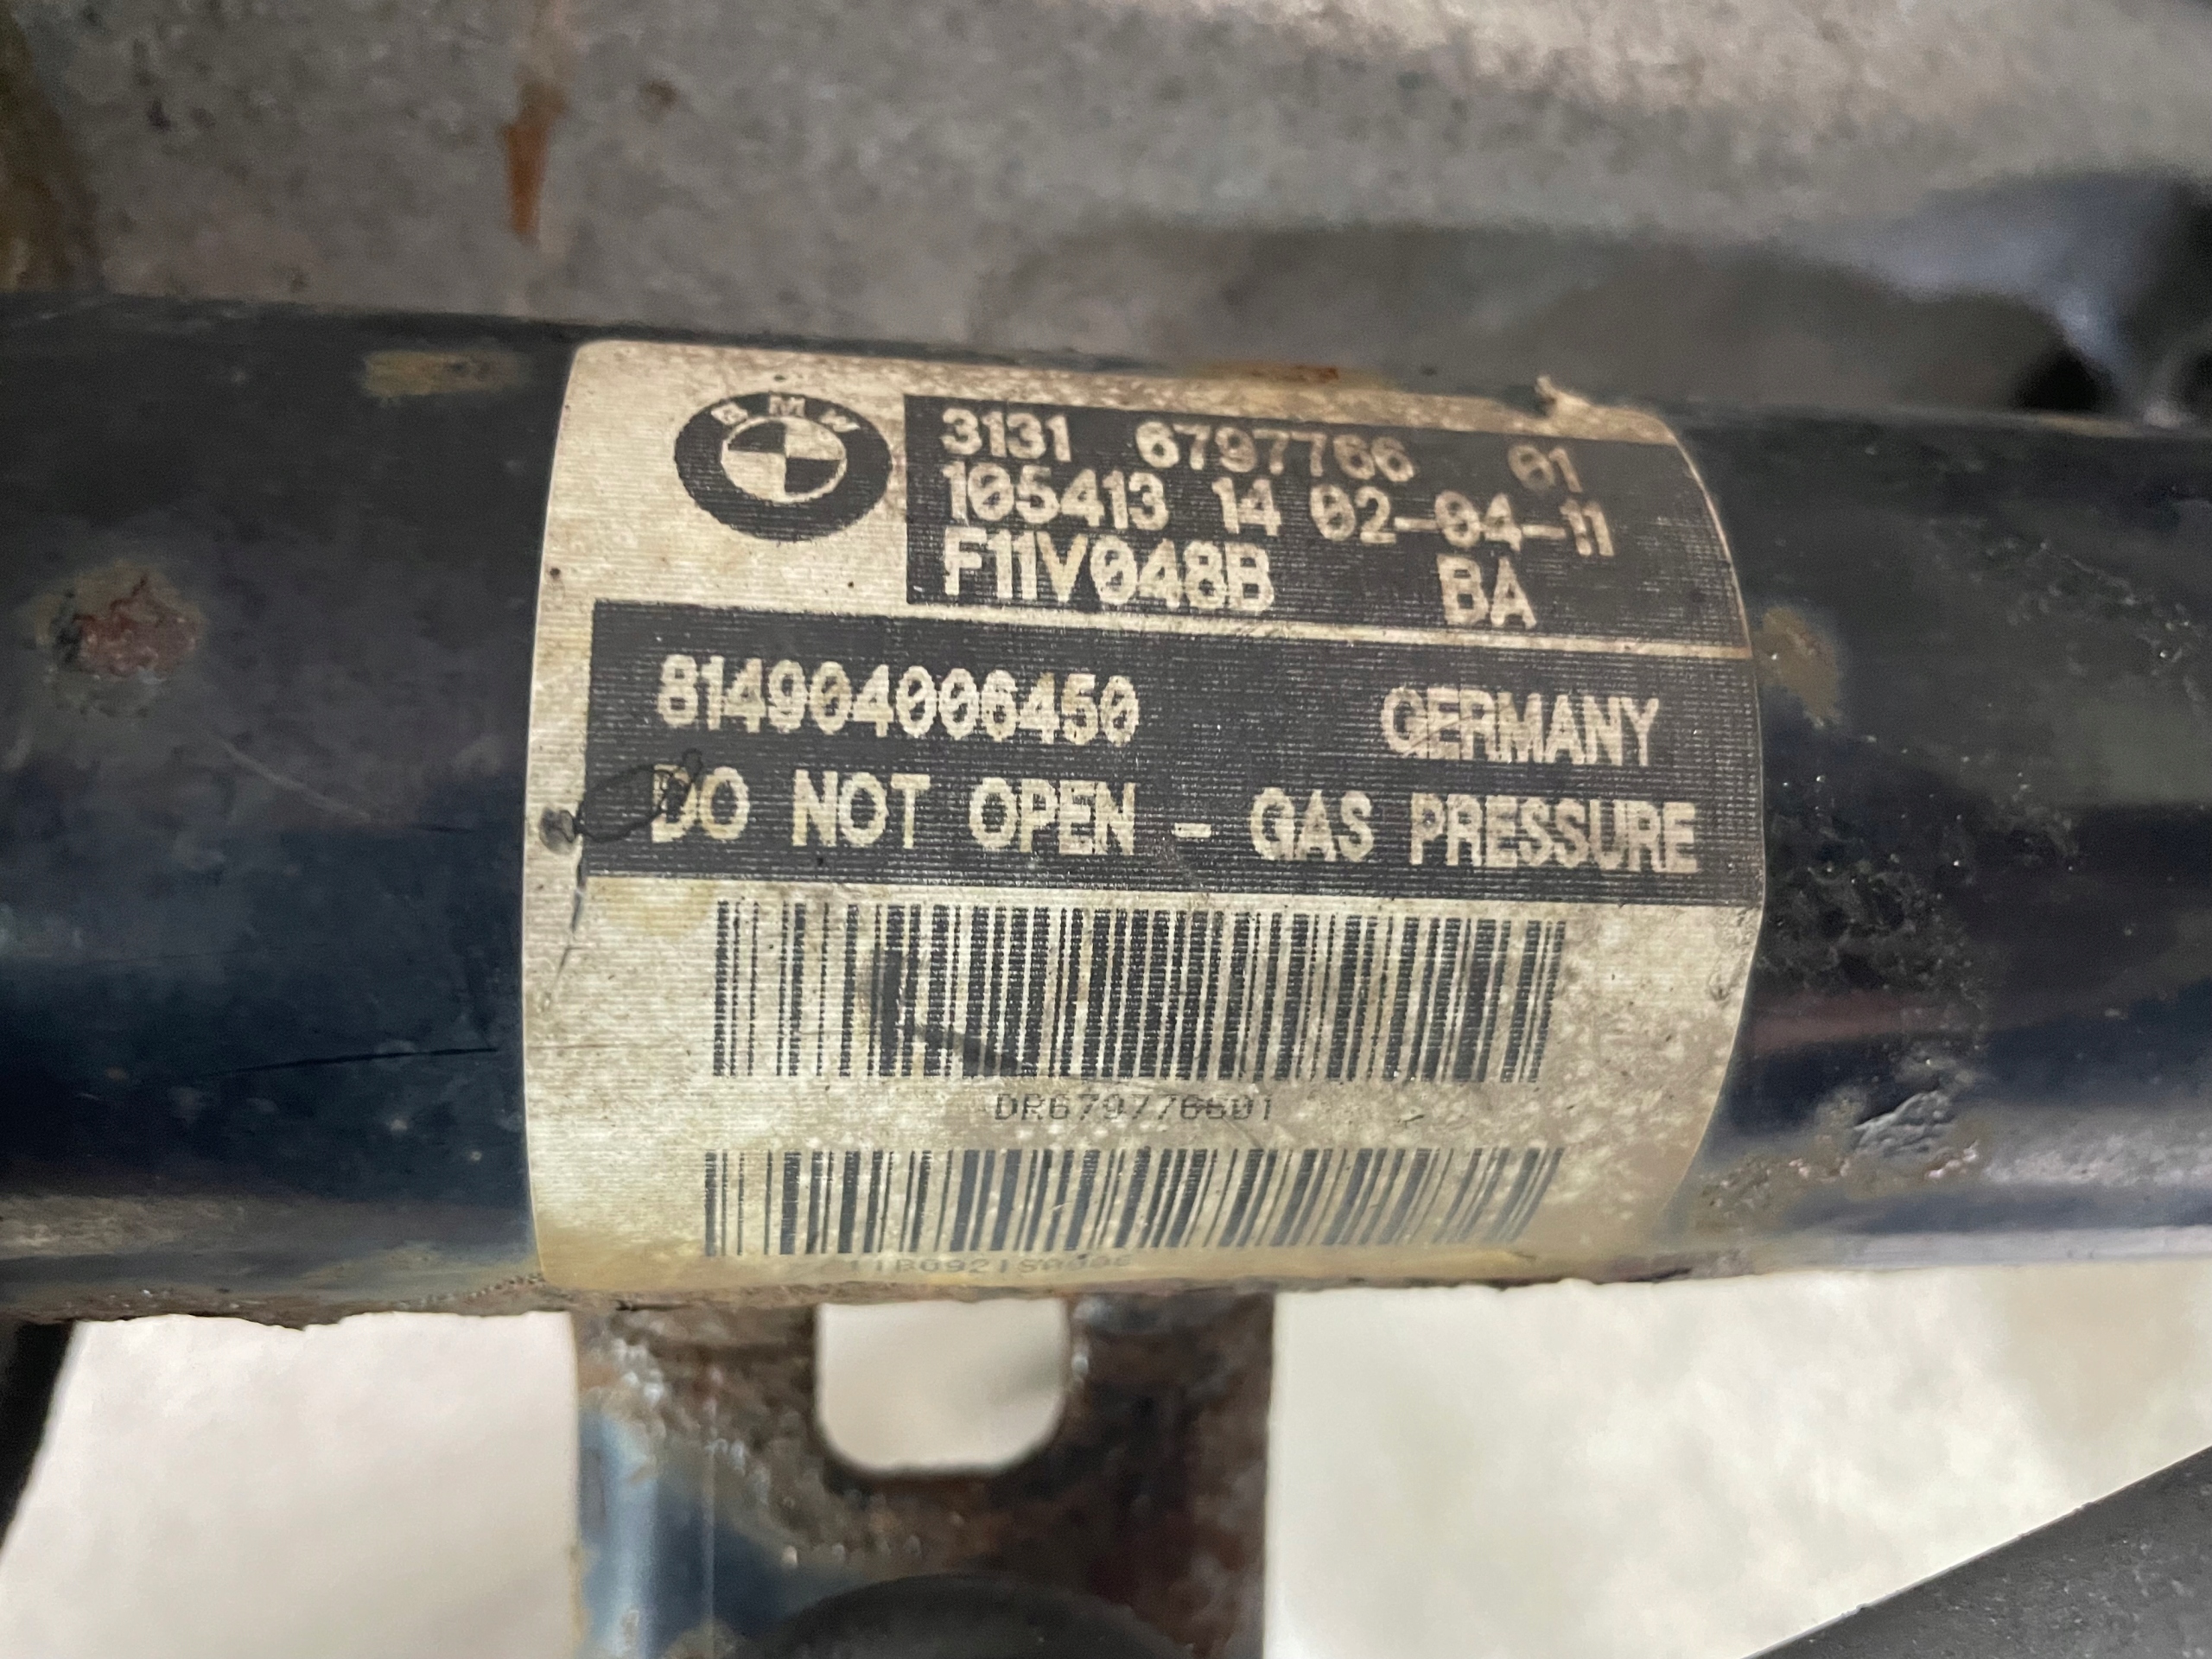 BMW
3131 6797766 01
105413 14 02-04-11
F11V048B BA
814904006450 GERMANY
DO NOT OPEN - GAS PRESSURE
DR679776601